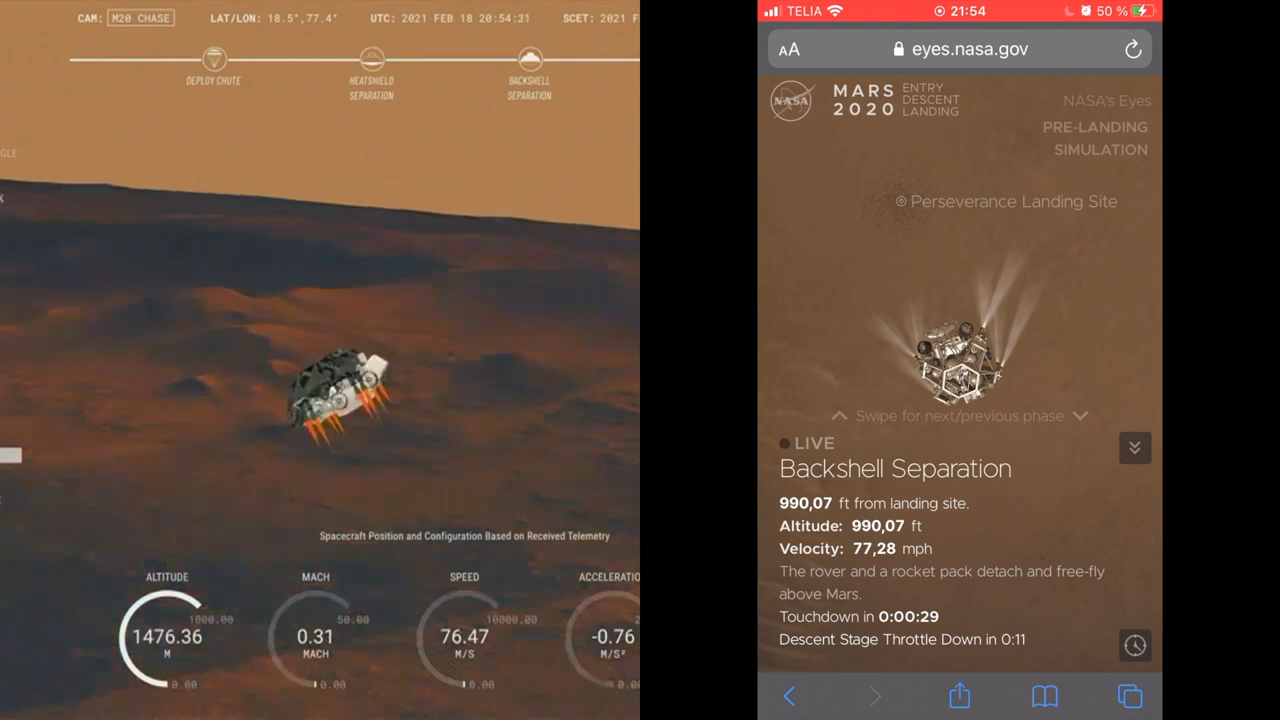 CAM: M20 CHASE LAT/LON: 18.5°,77.4° UTC: 2021 FEB 18 20:54:21 SCET: 2021 F
DEPLOY CHUTE
HEATSHIELD
SEPARATION
BACKSHELL
SEPARATION
GLE
K
Spacecraft Position and Configuration Based on Received Telemetry
ALTITUDE
1000.00
1476.36
M
0.00
MACH
50.00
0.31
MACH
0.00
SPEED
10000.00
76.47
M/S
0.00
ACCELERATIO
-0.76
M/S²
0.00
TELIA 21:54 50 %
AA eyes.nasa.gov
NASA
MARS
2020
ENTRY
DESCENT
LANDING
NASA's Eyes
PRE-LANDING
SIMULATION
Perseverance Landing Site
Swipe for next/previous phase
LIVE
Backshell Separation
990,07 ft from landing site.
Altitude: 990,07 ft
Velocity: 77,28 mph
The rover and a rocket pack detach and free-fly
above Mars.
Touchdown in 0:00:29
Descent Stage Throttle Down in 0:11